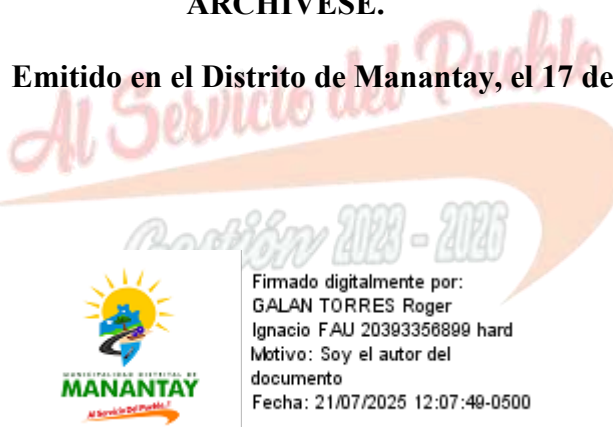 ARCHÍVESE.
Emitido en el Distrito de Manantay, el 17 de
Al Servicio del Pueblo
Gestión 2023 - 2026
Firmado digitalmente por:
GALAN TORRES Roger
Ignacio FAU 20393356899 hard
Motivo: Soy el autor del
documento
Fecha: 21/07/2025 12:07:49-0500
MUNICIPALIDAD DISTRITAL DE
MANANTAY
Al Servicio Del Pueblo..!